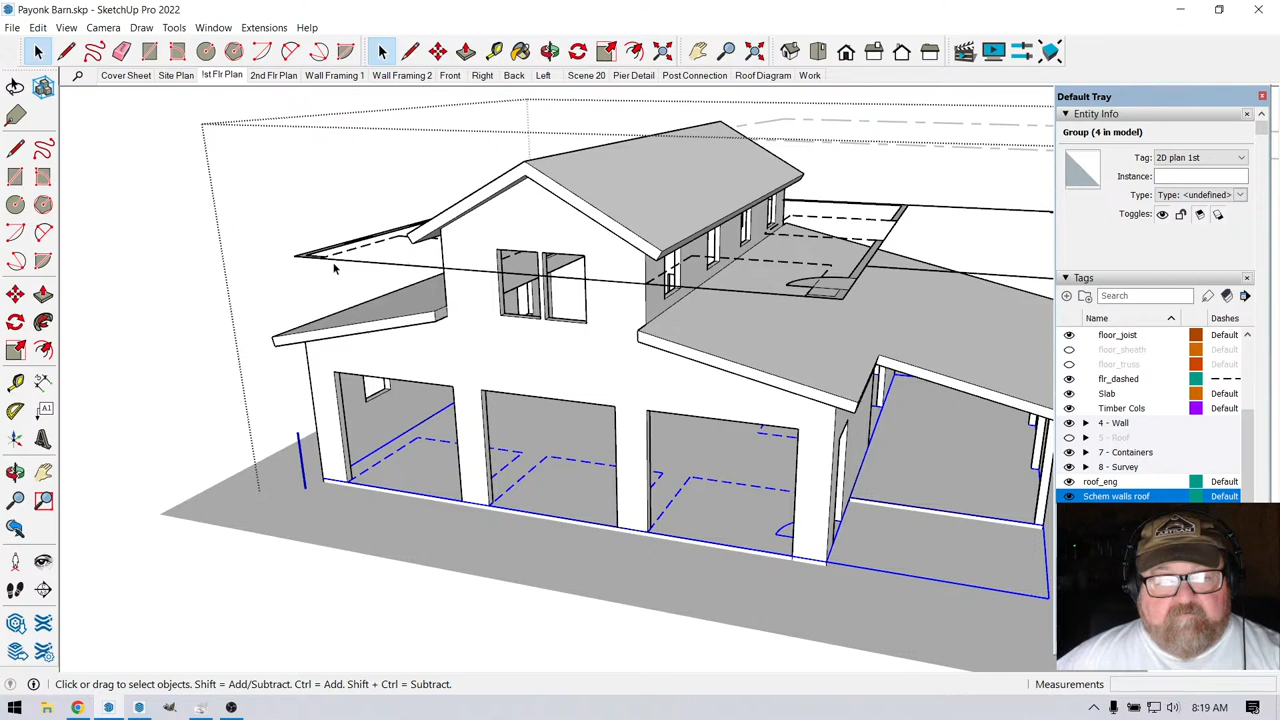 Payonk Barn.skp - SketchUp Pro 2022
File Edit View Camera Draw Tools Window Extensions Help
Cover Sheet Site Plan !st Flr Plan 2nd Flr Plan Wall Framing 1 Wall Framing 2 Front Right Back Left Scene 20 Pier Detail Post Connection Roof Diagram Work
Default Tray
Entity Info
Group (4 in model)
Tag: 2D plan 1st
Instance:
Type: Type: <undefined>
Toggles:
Tags
Search
Name Dashes
floor_joist Default
floor_sheath Default
floor_truss Default
flr_dashed
Slab Default
Timber Cols Default
4 - Wall
5 - Roof
7 - Containers
8 - Survey
roof_eng Default
Schem walls roof Default
A1
Click or drag to select objects. Shift = Add/Subtract. Ctrl = Add. Shift + Ctrl = Subtract.
Measurements
8:19 AM